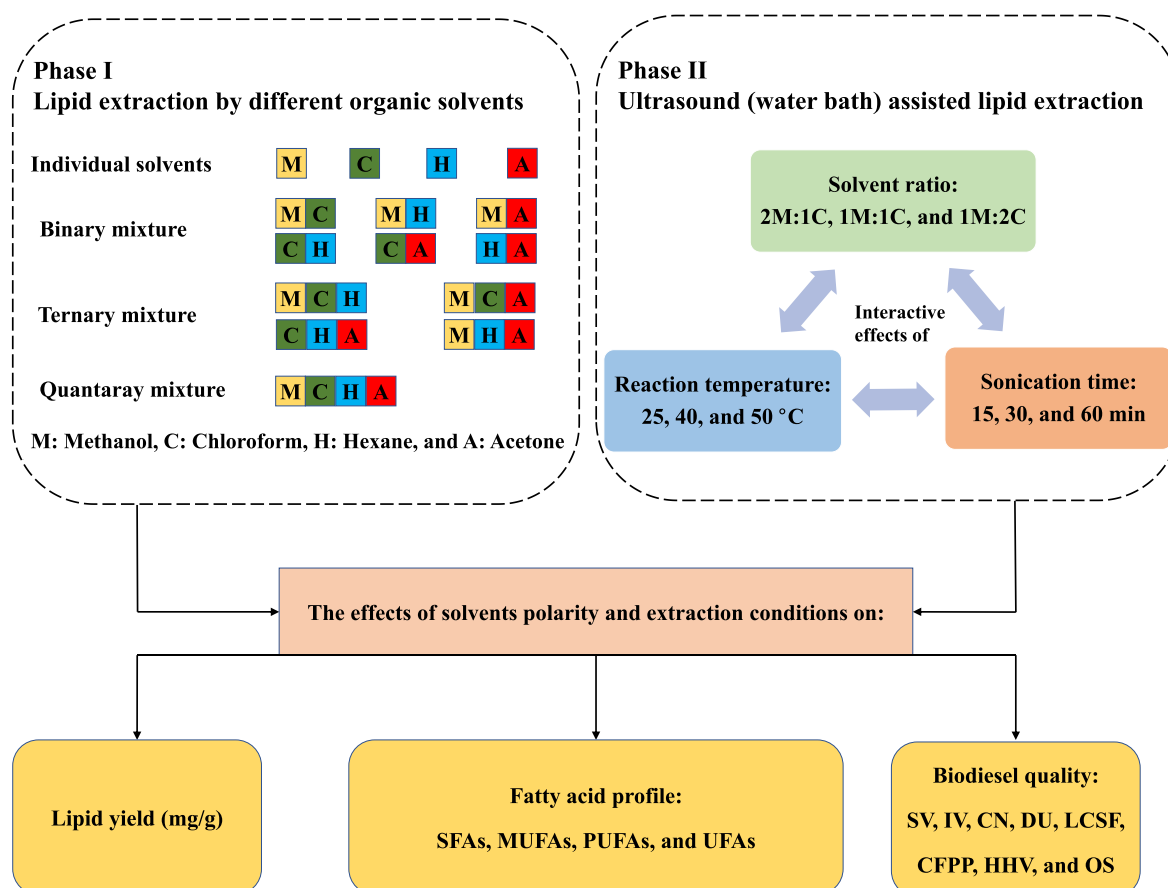 Phase I
Lipid extraction by different organic solvents
Individual solvents
M C H A
Binary mixture
M C M H M A
C H C A H A
Ternary mixture
M C H M C A
C H A M H A
Quantaray mixture
M C H A
M: Methanol, C: Chloroform, H: Hexane, and A: Acetone
Phase II
Ultrasound (water bath) assisted lipid extraction
Solvent ratio:
2M:1C, 1M:1C, and 1M:2C
Interactive
effects of
Reaction temperature:
25, 40, and 50 °C
Sonication time:
15, 30, and 60 min
The effects of solvents polarity and extraction conditions on:
Lipid yield (mg/g)
Fatty acid profile:
SFAs, MUFAs, PUFAs, and UFAs
Biodiesel quality:
SV, IV, CN, DU, LCSF,
CFPP, HHV, and OS